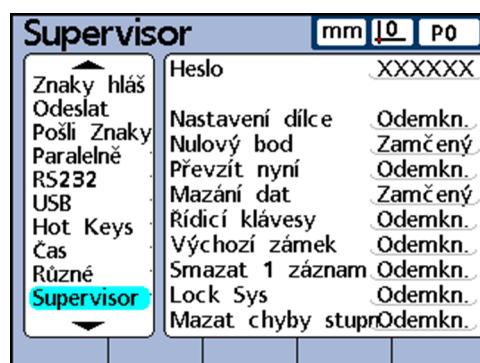 Supervisor mm 0 P0
Znaky hláš
Odeslat
Pošli Znaky
Paralelně
RS232
USB
Hot Keys
Čas
Různé
Supervisor
Heslo XXXXXX
Nastavení dílce Odemkn.
Nulový bod Zamčený
Převzít nyní Odemkn.
Mazání dat Zamčený
Řídicí klávesy Odemkn.
Výchozí zámek Odemkn.
Smazat 1 záznam Odemkn.
Lock Sys Odemkn.
Mazat chyby stupn Odemkn.